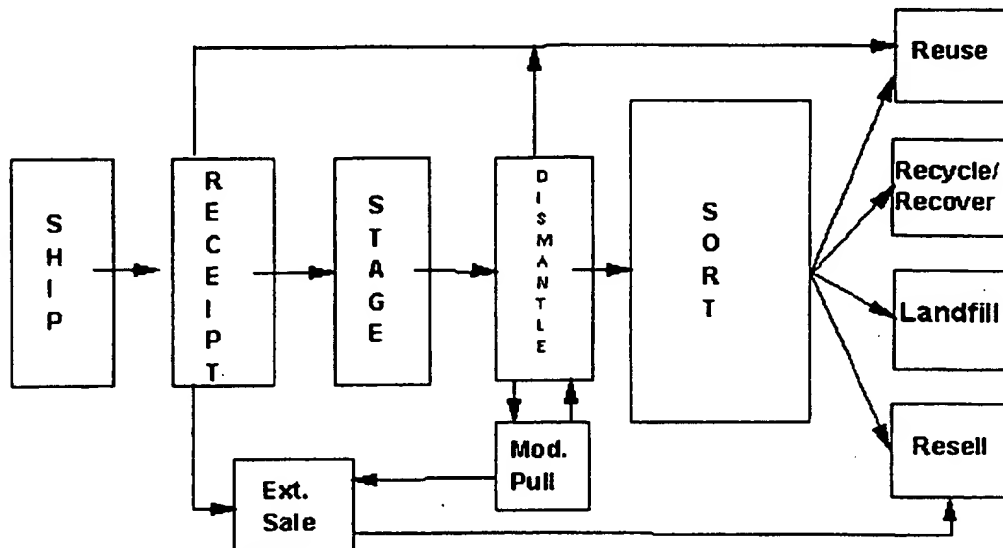 SHIP
RECEIPT
STAGE
DISMANTLE
SORT
Reuse
Recycle/
Recover
Landfill
Resell
Mod.
Pull
Ext.
Sale